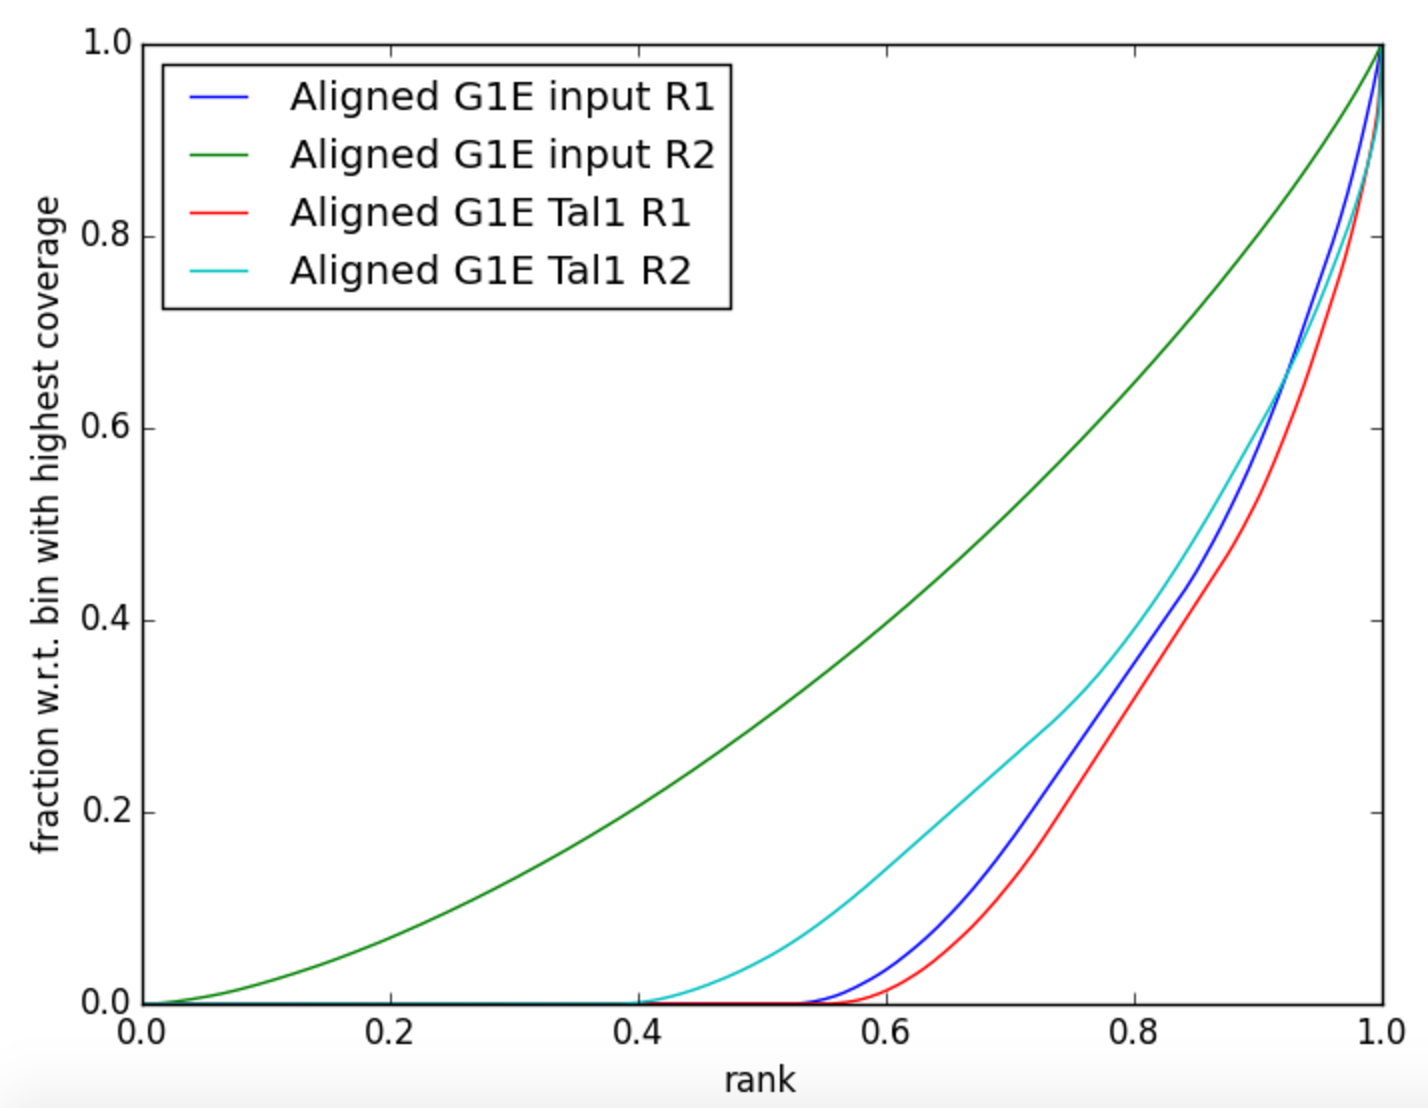 Aligned G1E input R1
Aligned G1E input R2
Aligned G1E Tal1 R1
Aligned G1E Tal1 R2
fraction w.r.t. bin with highest coverage
1.0
0.8
0.6
0.4
0.2
0.0
0.0 0.2 0.4 0.6 0.8 1.0
rank